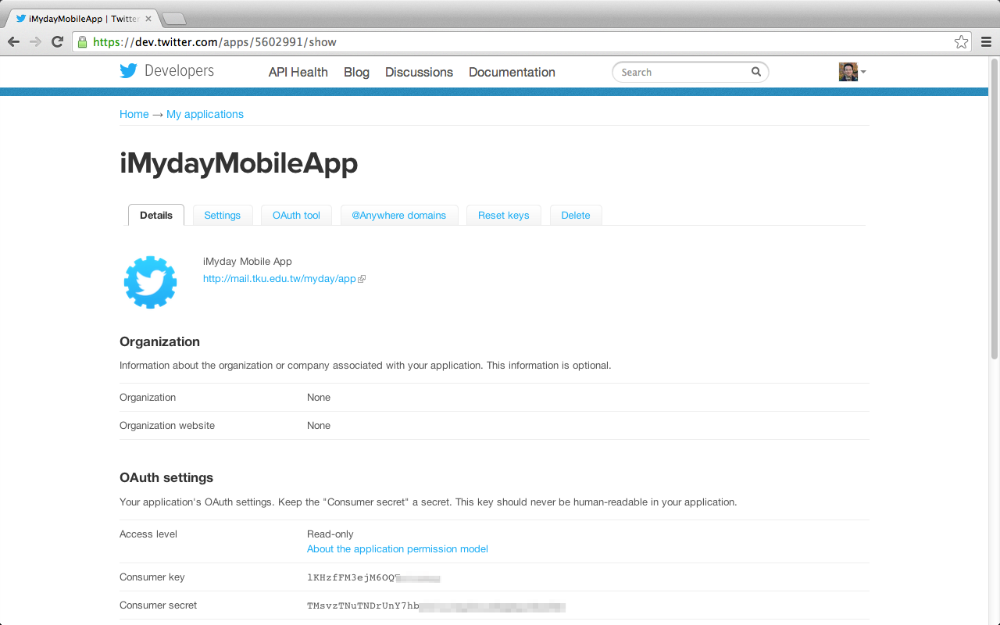 iMydayMobileApp | Twitter
https://dev.twitter.com/apps/5602991/show
Developers API Health Blog Discussions Documentation Search
Home → My applications
iMydayMobileApp
Details Settings OAuth tool @Anywhere domains Reset keys Delete
iMyday Mobile App
http://mail.tku.edu.tw/myday/app
Organization
Information about the organization or company associated with your application. This information is optional.
Organization None
Organization website None
OAuth settings
Your application's OAuth settings. Keep the "Consumer secret" a secret. This key should never be human-readable in your application.
Access level Read-only
About the application permission model
Consumer key lKHzfFM3ejM6OQ
Consumer secret TMsvzTNuTNDrUnY7hb